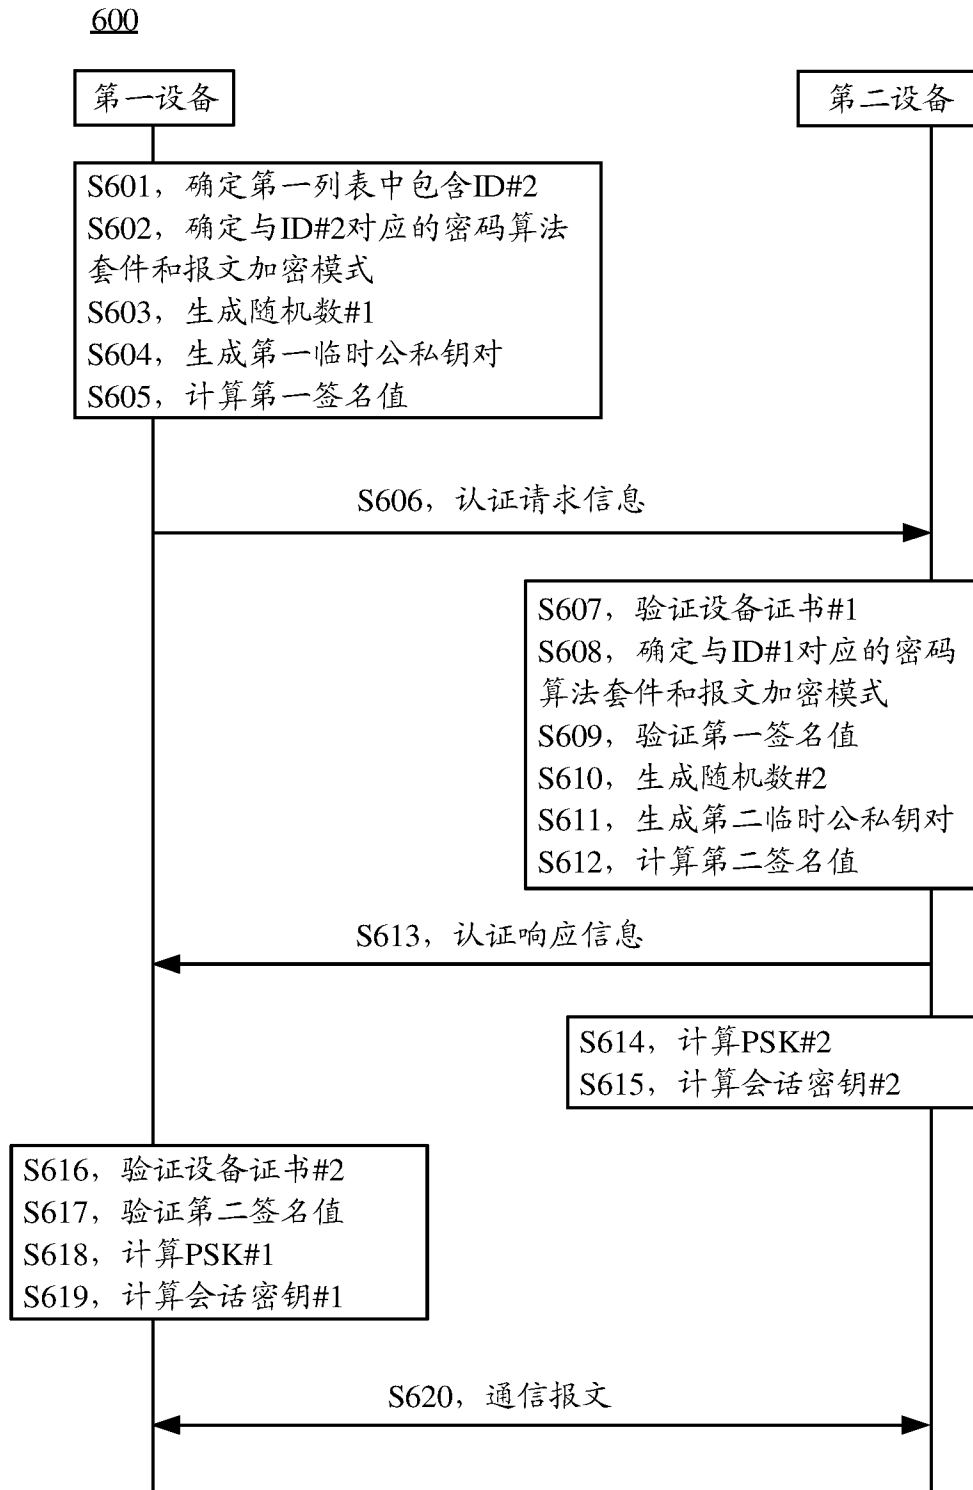 600
第一设备
第二设备
S601，确定第一列表中包含ID#2
S602，确定与ID#2对应的密码算法
套件和报文加密模式
S603，生成随机数#1
S604，生成第一临时公私钥对
S605，计算第一签名值
S606，认证请求信息
S607，验证设备证书#1
S608，确定与ID#1对应的密码
算法套件和报文加密模式
S609，验证第一签名值
S610，生成随机数#2
S611，生成第二临时公私钥对
S612，计算第二签名值
S613，认证响应信息
S614，计算PSK#2
S615，计算会话密钥#2
S616，验证设备证书#2
S617，验证第二签名值
S618，计算PSK#1
S619，计算会话密钥#1
S620，通信报文